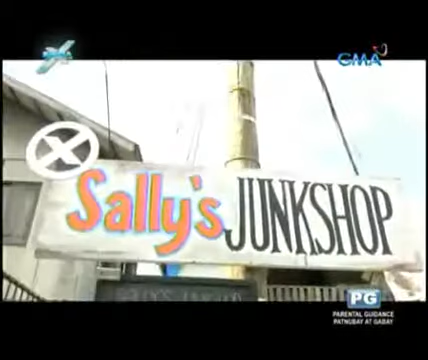 GMA
Sally's JUNKSHOP
PG
PARENTAL GUIDANCE
PATNUBAY AT GABAY